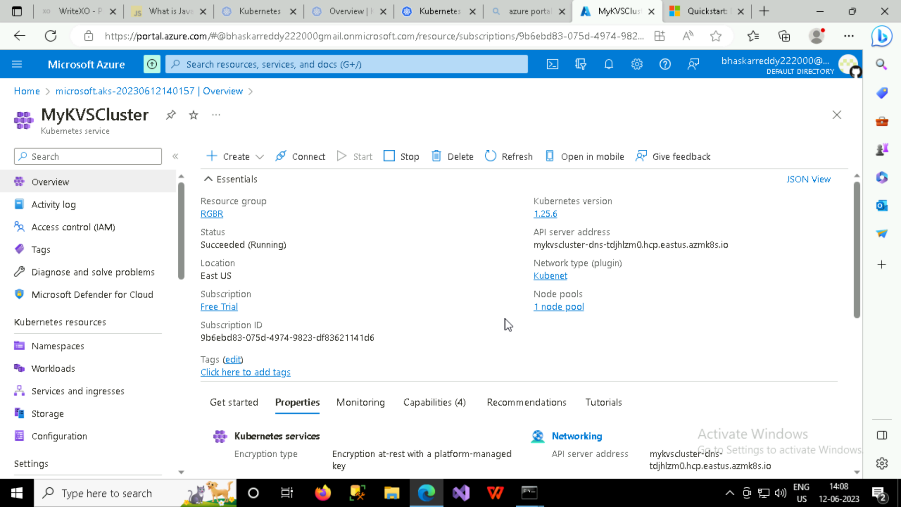 WriteXO - P
What is Java
Kubernetes
Overview | K
Kubernetes
azure portal
MyKVSClust
Quickstart:
https://portal.azure.com/#@bhaskarreddy222000gmail.onmicrosoft.com/resource/subscriptions/9b6ebd83-075d-4974-9823-df83621141d6...
Microsoft Azure
Search resources, services, and docs (G+/)
bhaskarreddy222000@...
DEFAULT DIRECTORY
Home > microsoft.aks-20230612140157 | Overview >
MyKVSCluster
Kubernetes service
Search
Create
Connect
Start
Stop
Delete
Refresh
Open in mobile
Give feedback
Overview
Activity log
Access control (IAM)
Tags
Diagnose and solve problems
Microsoft Defender for Cloud
Kubernetes resources
Namespaces
Workloads
Services and ingresses
Storage
Configuration
Settings
Essentials
JSON View
Resource group
RGBR
Status
Succeeded (Running)
Location
East US
Subscription
Free Trial
Subscription ID
9b6ebd83-075d-4974-9823-df83621141d6
Tags (edit)
Click here to add tags
Kubernetes version
1.25.6
API server address
mykvscluster-dns-tdjhlzm0.hcp.eastus.azmk8s.io
Network type (plugin)
Kubenet
Node pools
1 node pool
Get started
Properties
Monitoring
Capabilities (4)
Recommendations
Tutorials
Kubernetes services
Encryption type
Encryption at-rest with a platform-managed
key
Networking
API server address
mykvscluster-dns-
tdjhlzm0.hcp.eastus.azmk8s.io
Activate Windows
Go to Settings to activate Windows
Type here to search
ENG
US
14:08
12-06-2023
2